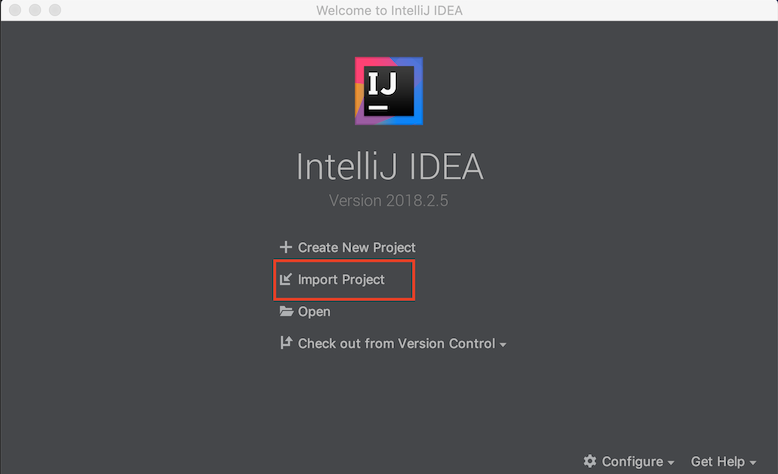 Welcome to IntelliJ IDEA
IJ
IntelliJ IDEA
Version 2018.2.5
Create New Project
Import Project
Open
Check out from Version Control
Configure Get Help